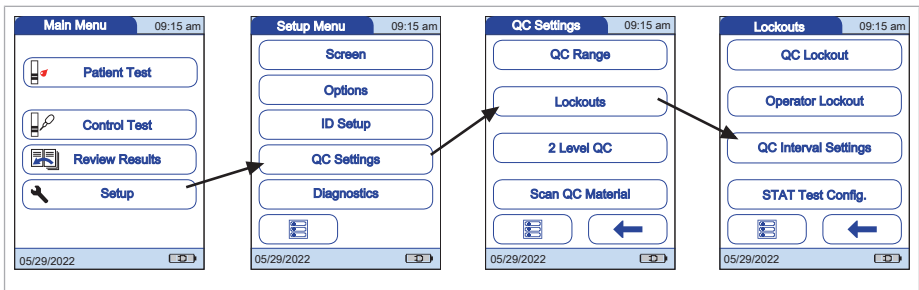 Main Menu 09:15 am
Patient Test
Control Test
Review Results
Setup
05/29/2022
Setup Menu 09:15 am
Screen
Options
ID Setup
QC Settings
Diagnostics
05/29/2022
QC Settings 09:15 am
QC Range
Lockouts
2 Level QC
Scan QC Material
05/29/2022
Lockouts 09:15 am
QC Lockout
Operator Lockout
QC Interval Settings
STAT Test Config.
05/29/2022